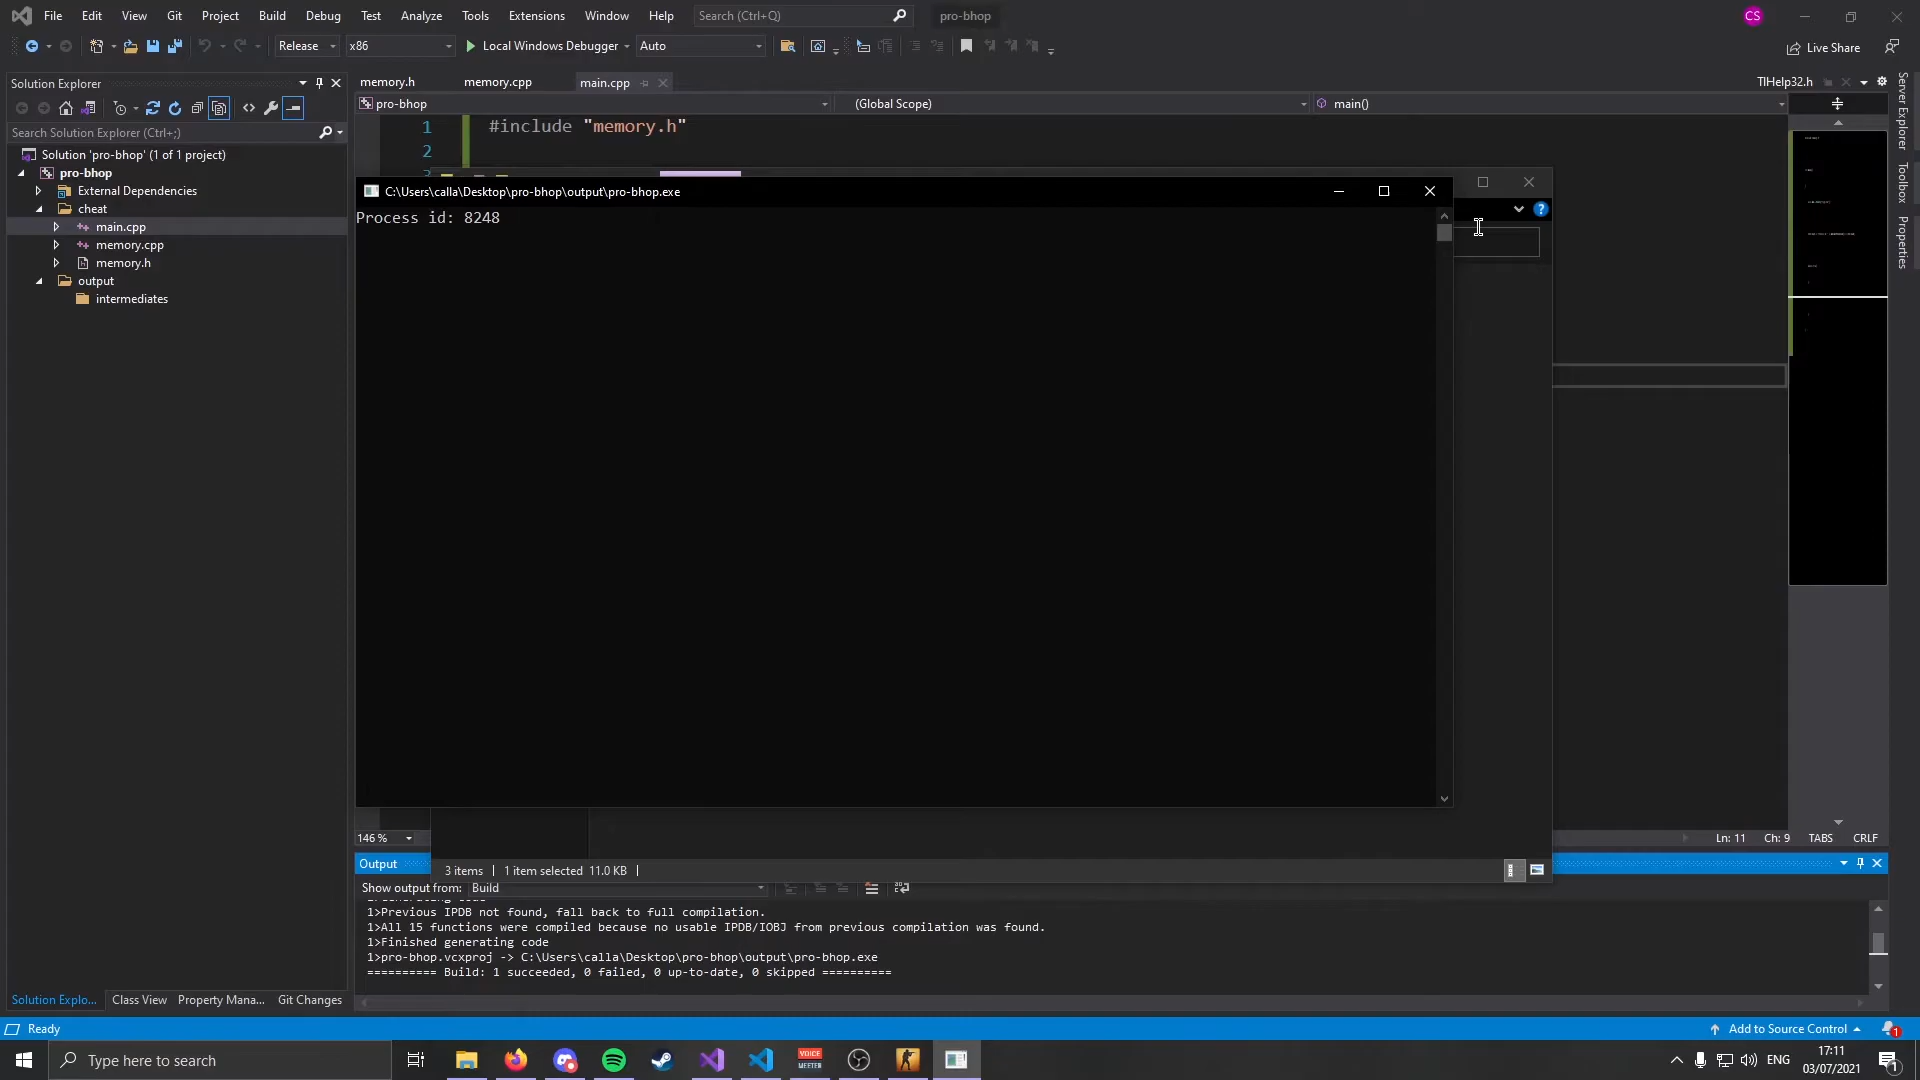 File Edit View Git Project Build Debug Test Analyze Tools Extensions Window Help Search (Ctrl+Q) pro-bhop CS
Release x86 Local Windows Debugger Auto Live Share
Solution Explorer
memory.h memory.cpp main.cpp TlHelp32.h
pro-bhop (Global Scope) main()
Search Solution Explorer (Ctrl+;)
Solution 'pro-bhop' (1 of 1 project)
pro-bhop
External Dependencies
cheat
main.cpp
memory.cpp
memory.h
output
intermediates
1 #include "memory.h"
2
C:\Users\calla\Desktop\pro-bhop\output\pro-bhop.exe
Process id: 8248
Server Explorer
Toolbox
Properties
146 % Ln: 11 Ch: 9 TABS CRLF
3 items 1 item selected 11.0 KB
Output
Show output from: Build
1>Previous IPDB not found, fall back to full compilation.
1>All 15 functions were compiled because no usable IPDB/IOBJ from previous compilation was found.
1>Finished generating code
1>pro-bhop.vcxproj -> C:\Users\calla\Desktop\pro-bhop\output\pro-bhop.exe
========== Build: 1 succeeded, 0 failed, 0 up-to-date, 0 skipped ==========
Solution Explo... Class View Property Mana... Git Changes
Ready Add to Source Control 1
Type here to search VOICE MEETER ENG 17:11
03/07/2021 1